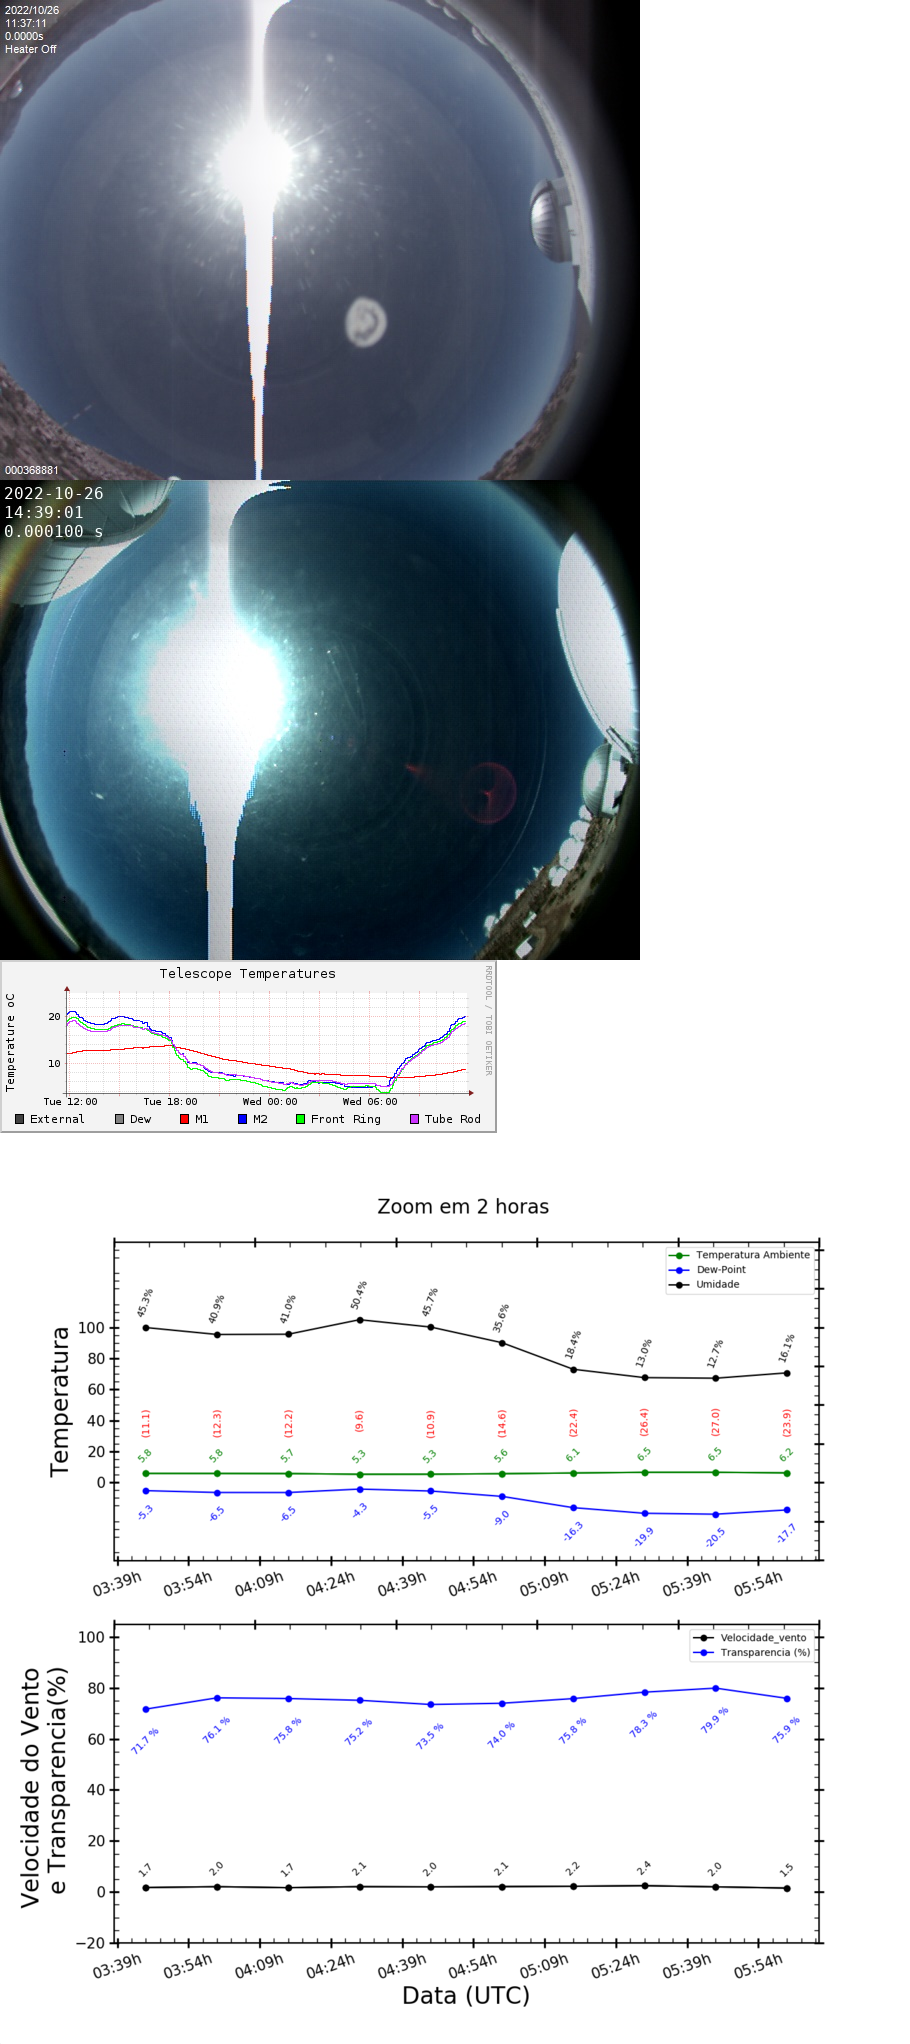 2022/10/26
11:37:11
0.0000s
Heater Off
000368881
2022-10-26
14:39:01
0.000100 s
Telescope Temperatures
RRDTOOL / TOBI OETIKER
Temperature oC
20
10
Tue 12:00 Tue 18:00 Wed 00:00 Wed 06:00
External Dew M1 M2 Front Ring Tube Rod
Zoom em 2 horas
Temperatura
Temperatura Ambiente
Dew-Point
Umidade
45.3% 40.9% 41.0% 50.4% 45.7% 35.6% 18.4% 13.0% 12.7% 16.1%
100
80
60
40
20
0
(11.1) (12.3) (12.2) (9.6) (10.9) (14.6) (22.4) (26.4) (27.0) (23.9)
5.8 5.8 5.7 5.3 5.3 5.6 6.1 6.5 6.5 6.2
-5.3 -6.5 -6.5 -4.3 -5.5 -9.0 -16.3 -19.9 -20.5 -17.7
03:39h 03:54h 04:09h 04:24h 04:39h 04:54h 05:09h 05:24h 05:39h 05:54h
Velocidade do Vento
e Transparencia(%)
Velocidade_vento
Transparencia (%)
100
80
60
40
20
0
−20
71.7 % 76.1 % 75.8 % 75.2 % 73.5 % 74.0 % 75.8 % 78.3 % 79.9 % 75.9 %
1.7 2.0 1.7 2.1 2.0 2.1 2.2 2.4 2.0 1.5
03:39h 03:54h 04:09h 04:24h 04:39h 04:54h 05:09h 05:24h 05:39h 05:54h
Data (UTC)